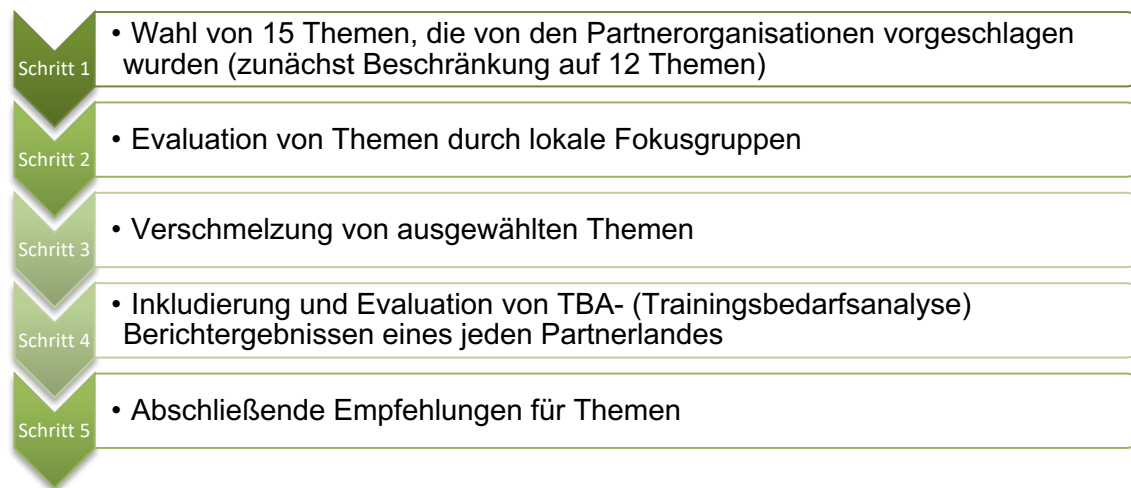 Schritt 1
• Wahl von 15 Themen, die von den Partnerorganisationen vorgeschlagen
wurden (zunächst Beschränkung auf 12 Themen)
Schritt 2
• Evaluation von Themen durch lokale Fokusgruppen
Schritt 3
• Verschmelzung von ausgewählten Themen
Schritt 4
• Inkludierung und Evaluation von TBA- (Trainingsbedarfsanalyse)
Berichtergebnissen eines jeden Partnerlandes
Schritt 5
• Abschließende Empfehlungen für Themen